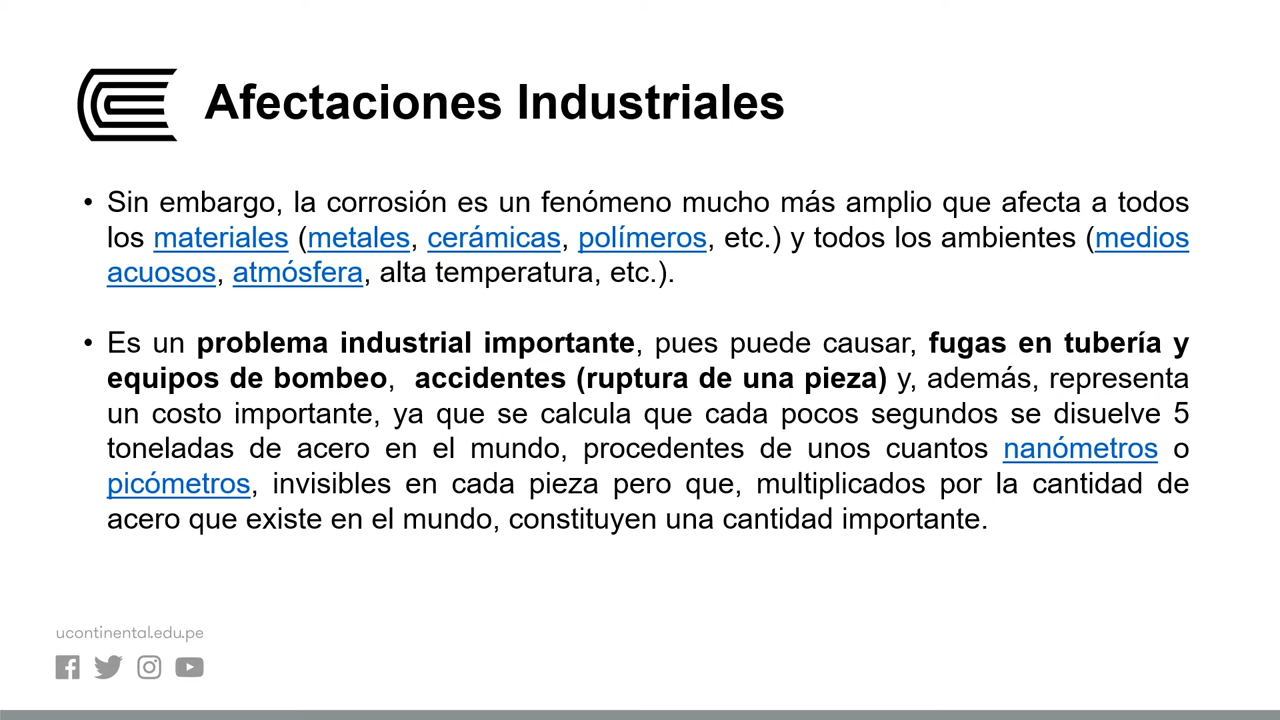 Afectaciones Industriales
• Sin embargo, la corrosión es un fenómeno mucho más amplio que afecta a todos
los materiales (metales, cerámicas, polímeros, etc.) y todos los ambientes (medios
acuosos, atmósfera, alta temperatura, etc.).
• Es un problema industrial importante, pues puede causar, fugas en tubería y
equipos de bombeo,  accidentes (ruptura de una pieza) y, además, representa
un costo importante, ya que se calcula que cada pocos segundos se disuelve 5
toneladas de acero en el mundo, procedentes de unos cuantos nanómetros o
picómetros, invisibles en cada pieza pero que, multiplicados por la cantidad de
acero que existe en el mundo, constituyen una cantidad importante.
ucontinental.edu.pe